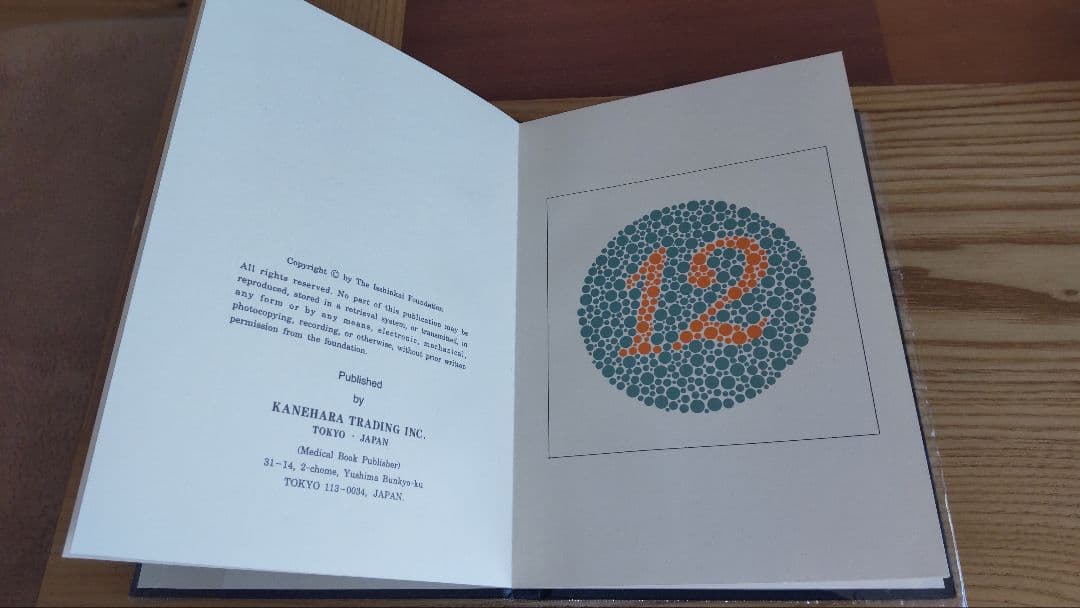 Copyright © by The Isshinkai Foundation
All rights reserved. No part of this publication may be
reproduced, stored in a retrieval system, or transmitted, in
any form or by any means, electronic, mechanical,
photocopying, recording, or otherwise, without prior written
permission from the foundation.
Published
by
KANEHARA TRADING INC.
TOKYO · JAPAN
(Medical Book Publisher)
31-14, 2-chome, Yushima Bunkyo-ku
TOKYO 113-0034, JAPAN.
12